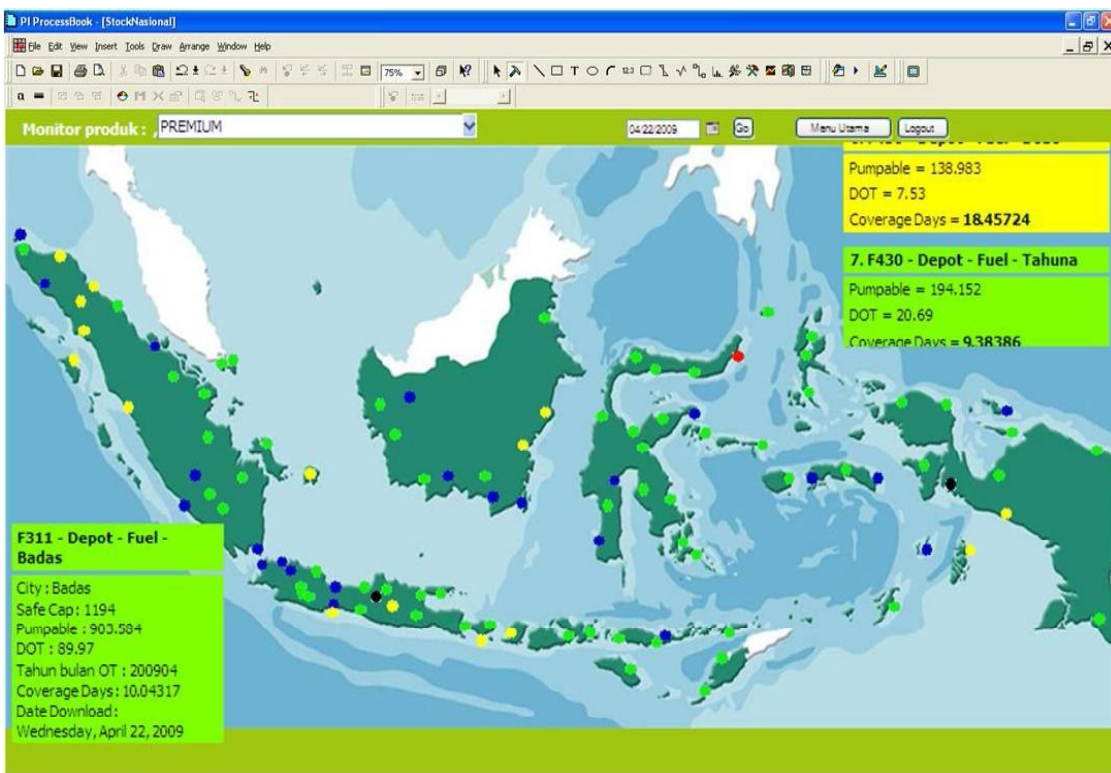 PI ProcessBook - [StockNasional]
File Edit View Insert Tools Draw Arrange Window Help
75%
Monitor produk : , PREMIUM 04/22/2009 Go Menu Utama Logout
Pumpable = 138.983
DOT = 7.53
Coverage Days = 18.45724
7. F430 - Depot - Fuel - Tahuna
Pumpable = 194.152
DOT = 20.69
Coverage Days = 9.38386
F311 - Depot - Fuel -
Badas
City : Badas
Safe Cap : 1194
Pumpable : 903.584
DOT : 89.97
Tahun bulan OT : 200904
Coverage Days : 10.04317
Date Download :
Wednesday, April 22, 2009